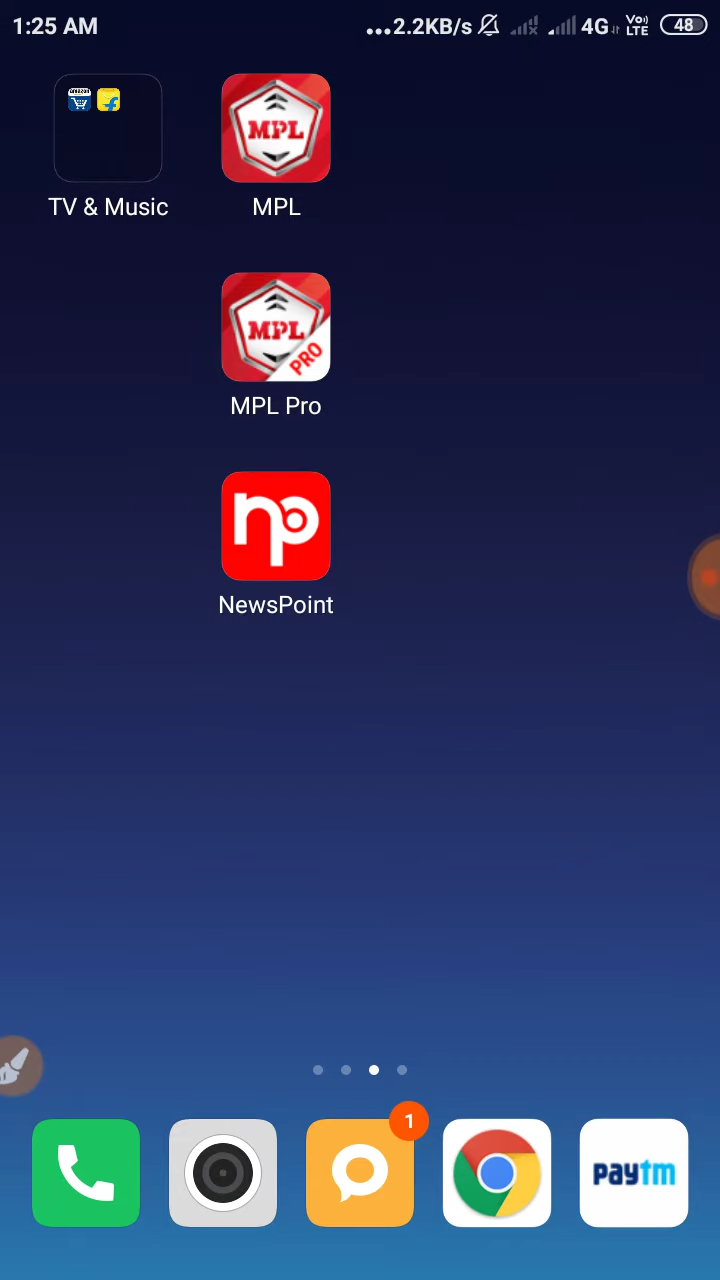 1:25 AM
...2.2KB/s 4G Vo) LTE 48
amazon
TV & Music
MPL
MPL
MPL PRO
MPL Pro
np
NewsPoint
1
paytm